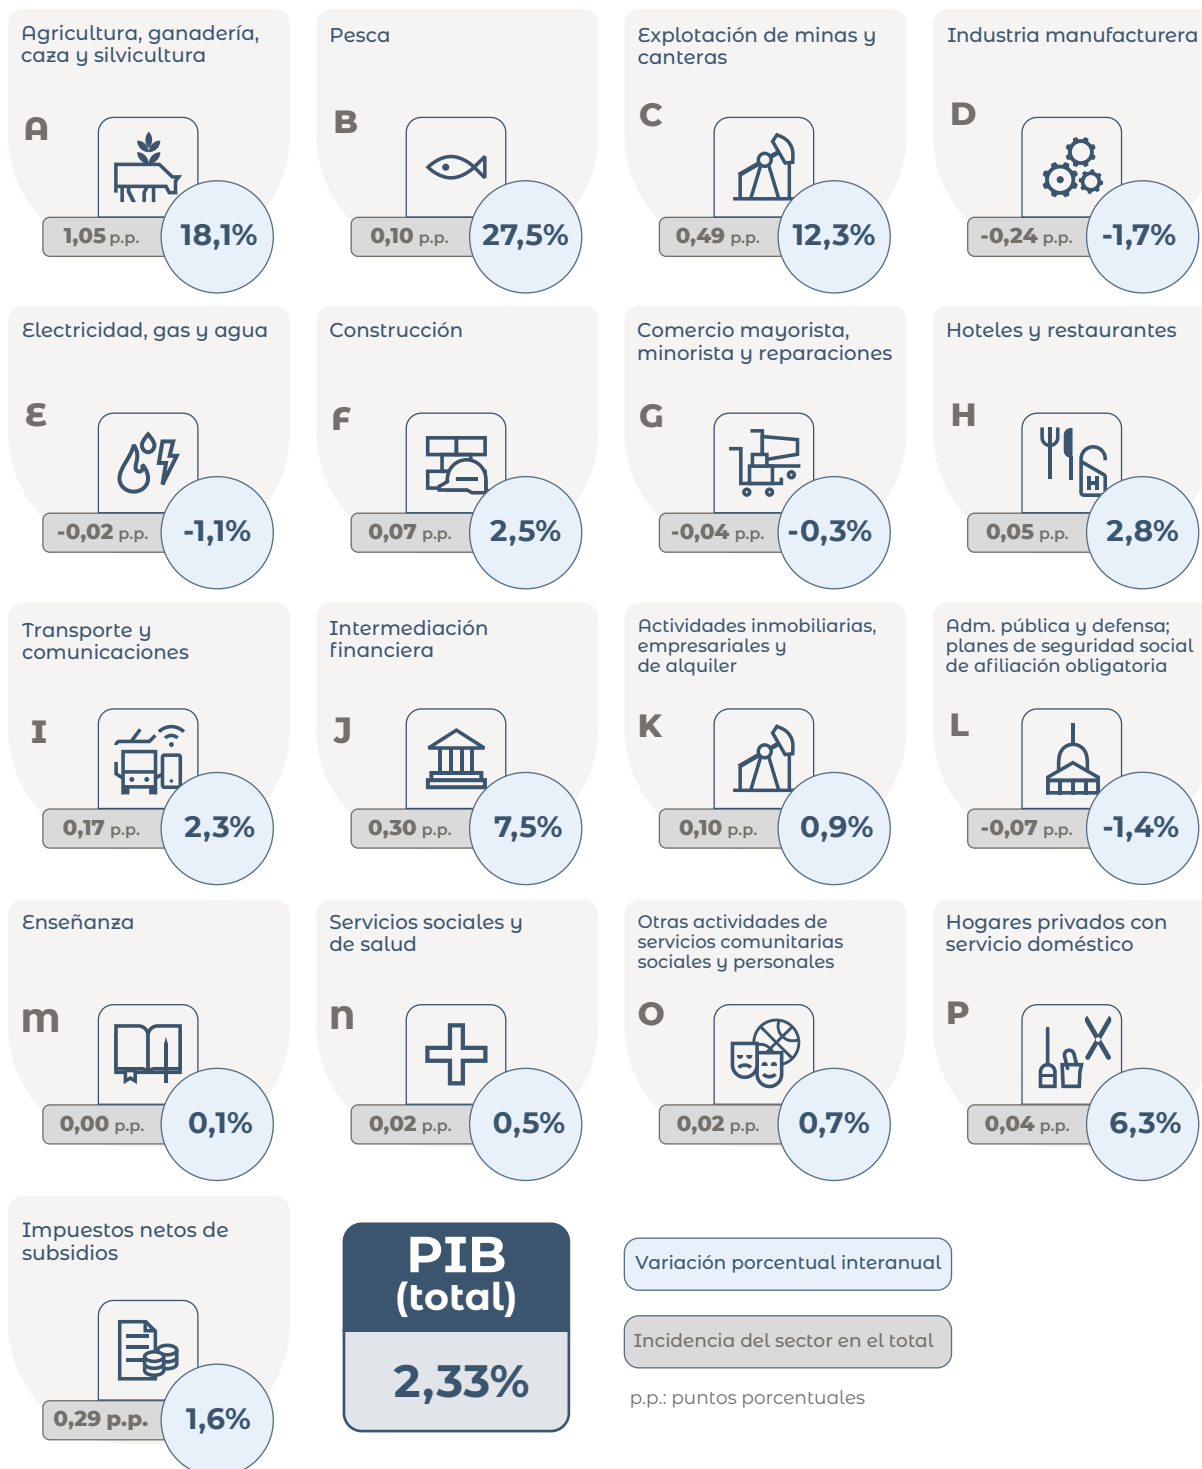 Agricultura, ganadería,
caza y silvicultura
A
1,05 p.p.
18,1%
Pesca
B
0,10 p.p.
27,5%
Explotación de minas y
canteras
C
0,49 p.p.
12,3%
Industria manufacturera
D
-0,24 p.p.
-1,7%
Electricidad, gas y agua
E
-0,02 p.p.
-1,1%
Construcción
F
0,07 p.p.
2,5%
Comercio mayorista,
minorista y reparaciones
G
-0,04 p.p.
-0,3%
Hoteles y restaurantes
H
H
0,05 p.p.
2,8%
Transporte y
comunicaciones
I
0,17 p.p.
2,3%
Intermediación
financiera
J
0,30 p.p.
7,5%
Actividades inmobiliarias,
empresariales y
de alquiler
K
0,10 p.p.
0,9%
Adm. pública y defensa;
planes de seguridad social
de afiliación obligatoria
L
-0,07 p.p.
-1,4%
Enseñanza
m
0,00 p.p.
0,1%
Servicios sociales y
de salud
n
0,02 p.p.
0,5%
Otras actividades de
servicios comunitarias
sociales y personales
O
0,02 p.p.
0,7%
Hogares privados con
servicio doméstico
P
0,04 p.p.
6,3%
Impuestos netos de
subsidios
0,29 p.p.
1,6%
PIB
(total)
2,33%
Variación porcentual interanual
Incidencia del sector en el total
p.p.: puntos porcentuales